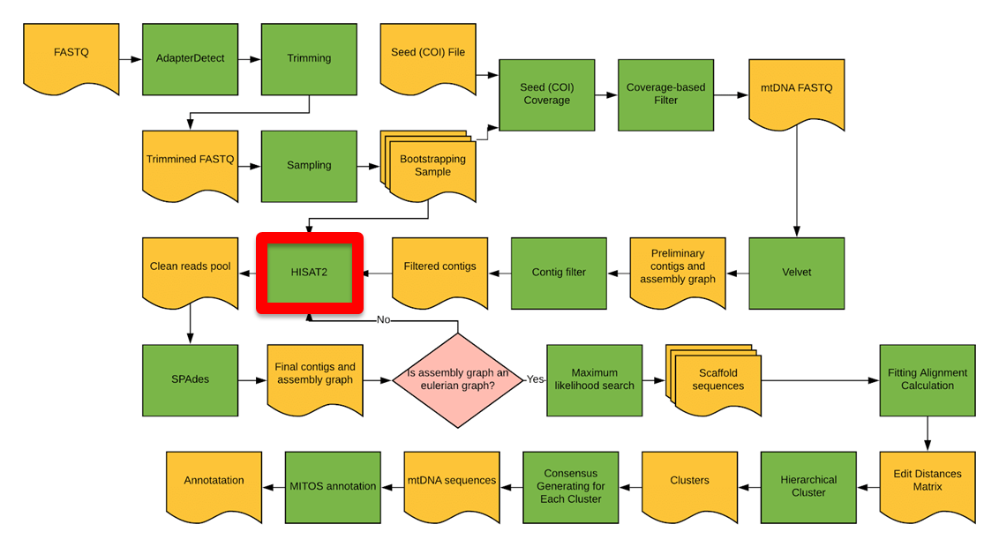 FASTQ
AdapterDetect
Trimming
Seed (COI) File
Seed (COI)
Coverage
Coverage-based
Filter
mtDNA FASTQ
Trimmined FASTQ
Sampling
Bootstrapping
Sample
Clean reads pool
HISAT2
Filtered contigs
Contig filter
Preliminary
contigs and
assembly graph
Velvet
No
SPAdes
Final contigs and
assembly graph
Is assembly graph an
eulerian graph?
Yes
Maximum
likelihood search
Scaffold
sequences
Fitting Alignment
Calculation
Annotatation
MITOS annotation
mtDNA sequences
Consensus
Generating for
Each Cluster
Clusters
Hierarchical
Cluster
Edit Distances
Matrix